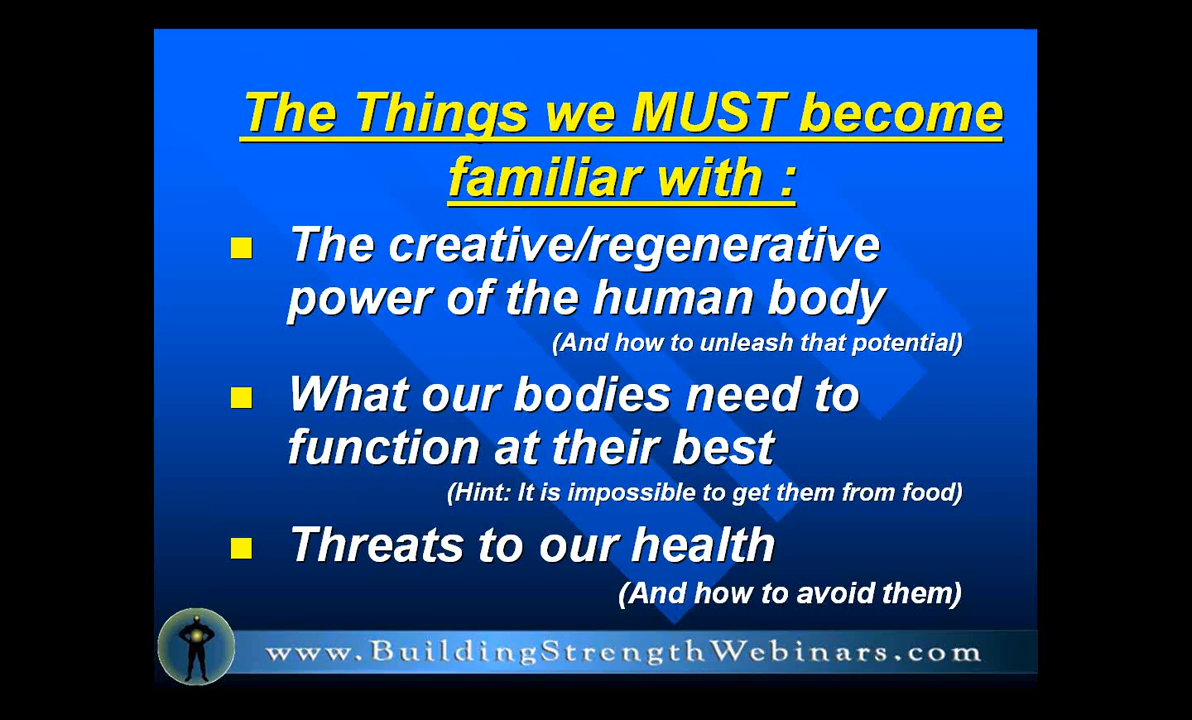 The Things we MUST become
familiar with :
The creative/regenerative
power of the human body
(And how to unleash that potential)
What our bodies need to
function at their best
(Hint: It is impossible to get them from food)
Threats to our health
(And how to avoid them)
www.BuildingStrengthWebinars.com